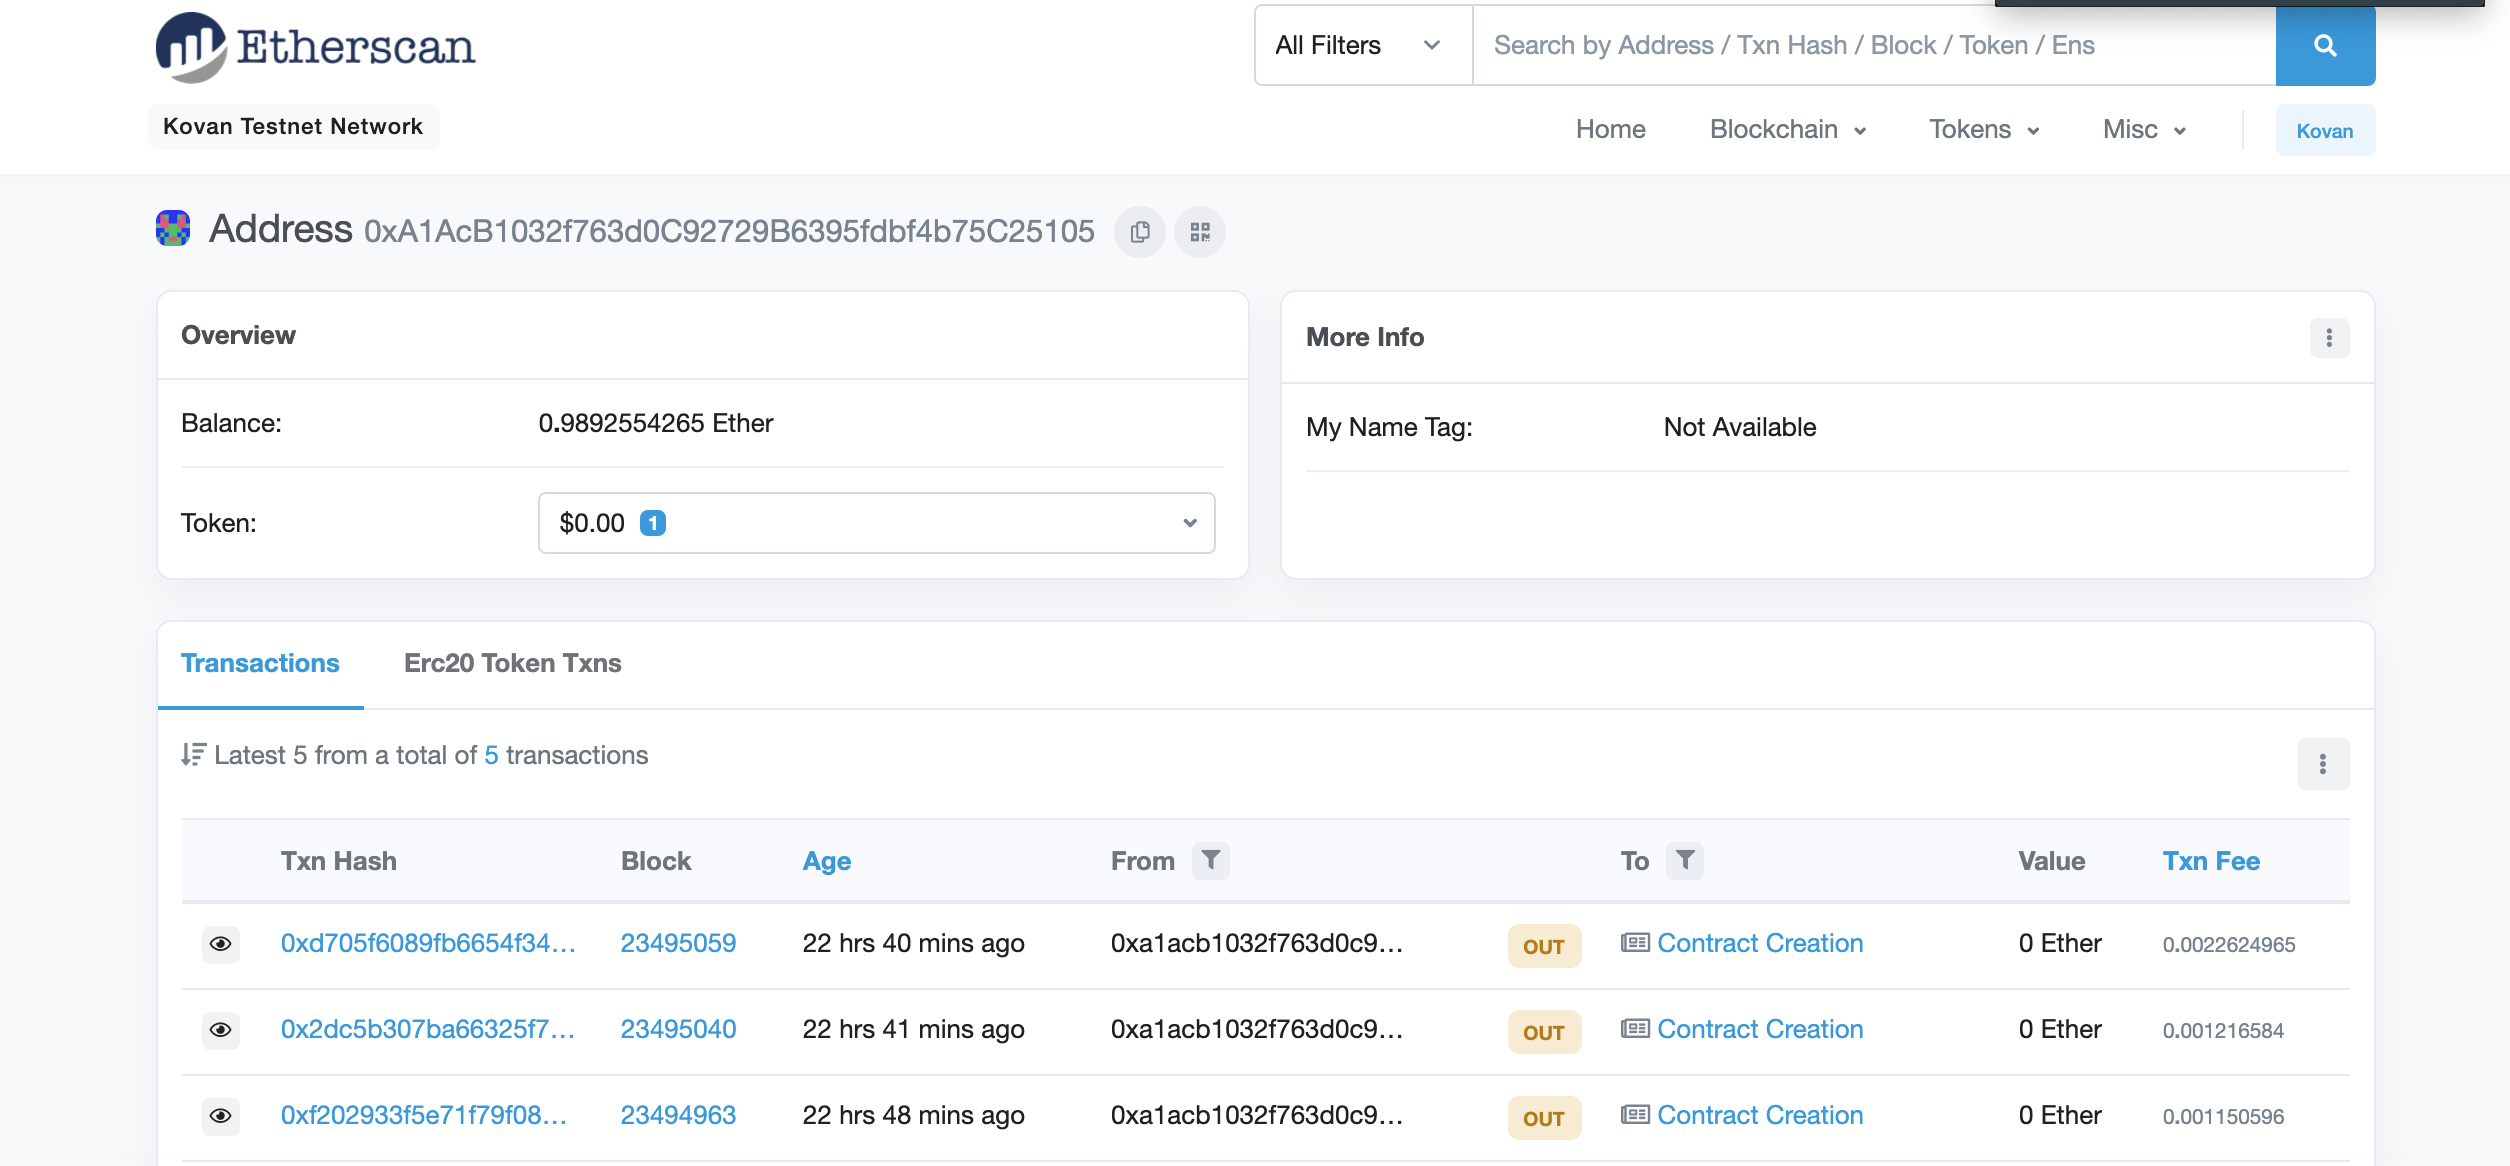 Etherscan
All Filters
Search by Address / Txn Hash / Block / Token / Ens
Kovan Testnet Network
Home Blockchain Tokens Misc Kovan
Address 0xA1AcB1032f763d0C92729B6395fdbf4b75C25105
Overview
Balance: 0.9892554265 Ether
Token: $0.00 1
More Info
My Name Tag: Not Available
Transactions Erc20 Token Txns
Latest 5 from a total of 5 transactions
Txn Hash Block Age From To Value Txn Fee
0xd705f6089fb6654f34... 23495059 22 hrs 40 mins ago 0xa1acb1032f763d0c9... OUT Contract Creation 0 Ether 0.0022624965
0x2dc5b307ba66325f7... 23495040 22 hrs 41 mins ago 0xa1acb1032f763d0c9... OUT Contract Creation 0 Ether 0.001216584
0xf202933f5e71f79f08... 23494963 22 hrs 48 mins ago 0xa1acb1032f763d0c9... OUT Contract Creation 0 Ether 0.001150596